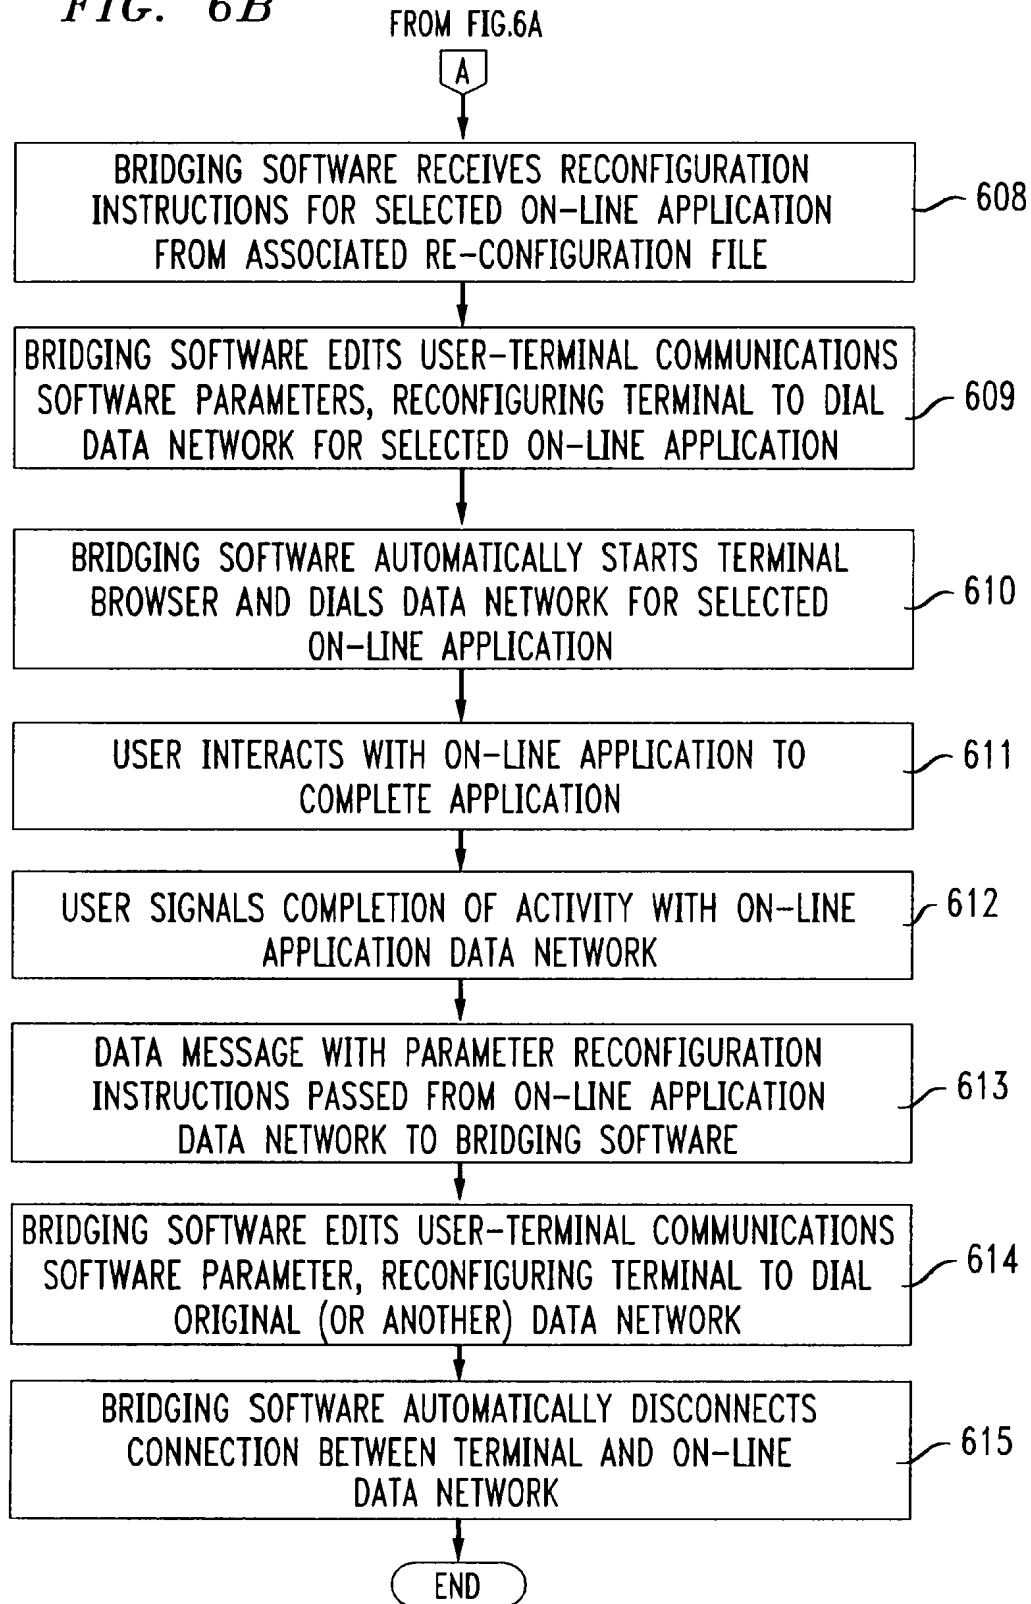 FIG. 6B
FROM FIG.6A
A
BRIDGING SOFTWARE RECEIVES RECONFIGURATION
INSTRUCTIONS FOR SELECTED ON-LINE APPLICATION
FROM ASSOCIATED RE-CONFIGURATION FILE
608
BRIDGING SOFTWARE EDITS USER-TERMINAL COMMUNICATIONS
SOFTWARE PARAMETERS, RECONFIGURING TERMINAL TO DIAL
DATA NETWORK FOR SELECTED ON-LINE APPLICATION
609
BRIDGING SOFTWARE AUTOMATICALLY STARTS TERMINAL
BROWSER AND DIALS DATA NETWORK FOR SELECTED
ON-LINE APPLICATION
610
USER INTERACTS WITH ON-LINE APPLICATION TO
COMPLETE APPLICATION
611
USER SIGNALS COMPLETION OF ACTIVITY WITH ON-LINE
APPLICATION DATA NETWORK
612
DATA MESSAGE WITH PARAMETER RECONFIGURATION
INSTRUCTIONS PASSED FROM ON-LINE APPLICATION
DATA NETWORK TO BRIDGING SOFTWARE
613
BRIDGING SOFTWARE EDITS USER-TERMINAL COMMUNICATIONS
SOFTWARE PARAMETER, RECONFIGURING TERMINAL TO DIAL
ORIGINAL (OR ANOTHER) DATA NETWORK
614
BRIDGING SOFTWARE AUTOMATICALLY DISCONNECTS
CONNECTION BETWEEN TERMINAL AND ON-LINE
DATA NETWORK
615
END